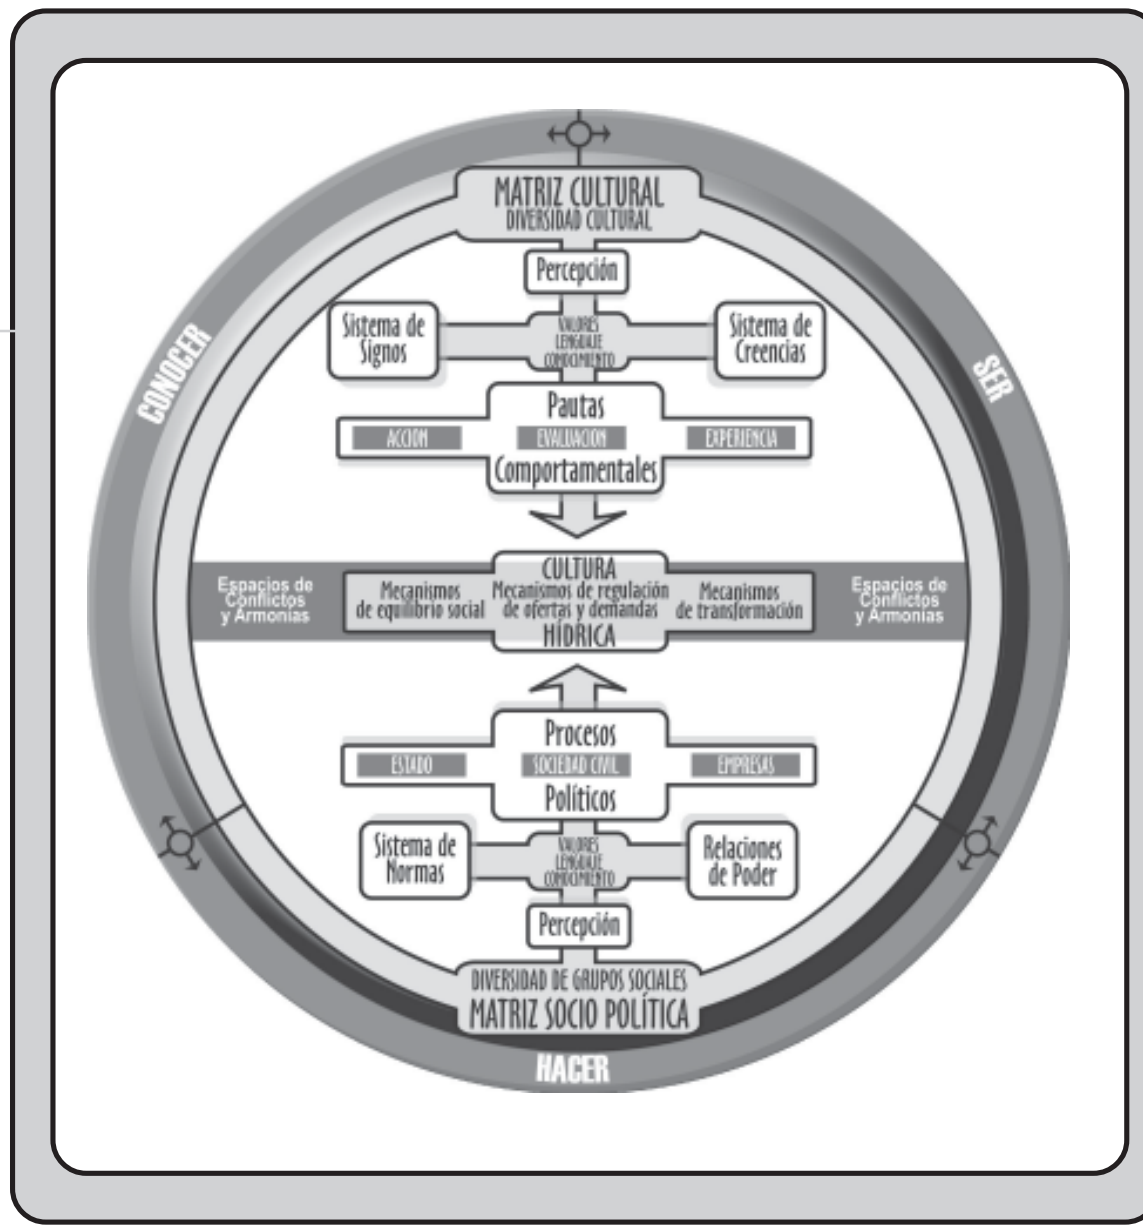 MATRIZ CULTURAL
DIVERSIDAD CULTURAL
Percepción
Sistema de
Signos
VALORES
LENGUAJE
CONOCIMIENTO
Sistema de
Creencias
CONOCER
SER
Pautas
ACCION
EVALUACION
EXPERIENCIA
Comportamentales
Espacios de
Conflictos
y Armonías
Mecanismos
de equilibrio social
CULTURA
Mecanismos de regulación
de ofertas y demandas
HÍDRICA
Mecanismos
de transformación
Espacios de
Conflictos
y Armonías
Procesos
ESTADO
SOCIEDAD CIVIL
EMPRESAS
Políticos
Sistema de
Normas
VALORES
LENGUAJE
CONOCIMIENTO
Relaciones
de Poder
Percepción
DIVERSIDAD DE GRUPOS SOCIALES
MATRIZ SOCIO POLÍTICA
HACER